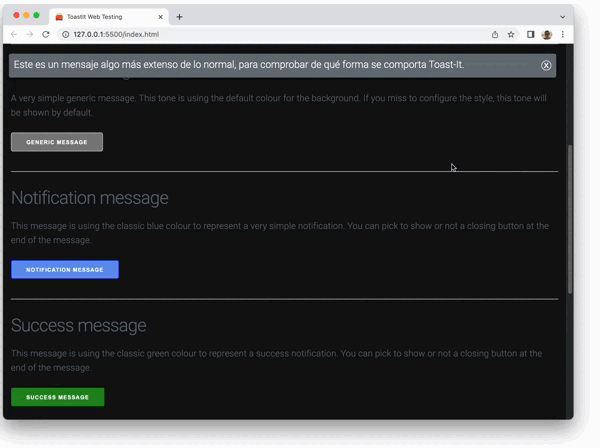 ToastIt Web Testing
127.0.0.1:5500/index.html
Este es un mensaje algo más extenso de lo normal, para comprobar de qué forma se comporta Toast-It.
A very simple generic message. This tone is using the default colour for the background. If you miss to configure the style, this tone will
be shown by default.
GENERIC MESSAGE
Notification message
This message is using the classic blue colour to represent a very simple notification. You can pick to show or not a closing button at the
end of the message.
NOTIFICATION MESSAGE
Success message
This message is using the classic green colour to represent a success notification. You can pick to show or not a closing button at the
end of the message.
SUCCESS MESSAGE